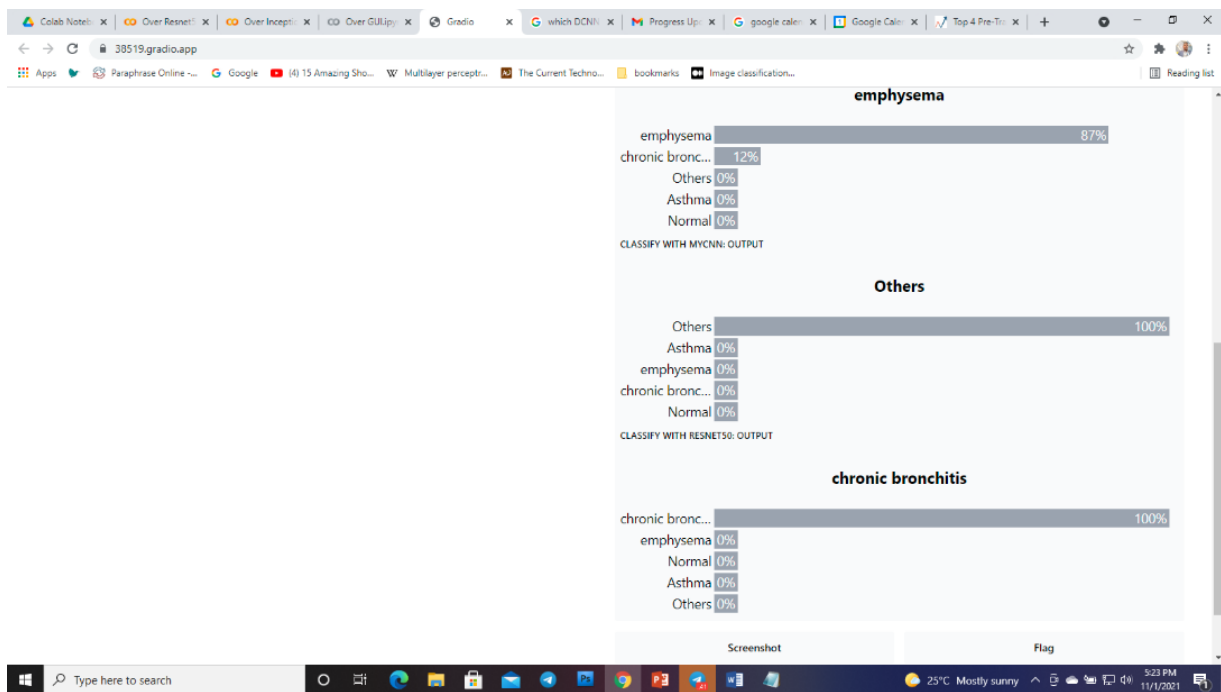 Colab Noteb
Over Resnet5
Over Inceptic
Over GUI.ipy
Gradio
which DCNN
Progress Upd
google calen
Google Cale
Top 4 Pre-Tra
38519.gradio.app
Apps
Paraphrase Online -...
Google
(4) 15 Amazing Sho...
Multilayer perceptr...
The Current Techno...
bookmarks
Image classification...
Reading list
emphysema
emphysema 87%
chronic bronc... 12%
Others 0%
Asthma 0%
Normal 0%
CLASSIFY WITH MYCNN: OUTPUT
Others
Others 100%
Asthma 0%
emphysema 0%
chronic bronc... 0%
Normal 0%
CLASSIFY WITH RESNET50: OUTPUT
chronic bronchitis
chronic bronc... 100%
emphysema 0%
Normal 0%
Asthma 0%
Others 0%
Screenshot
Flag
Type here to search
25°C Mostly sunny
5:23 PM
11/1/2021